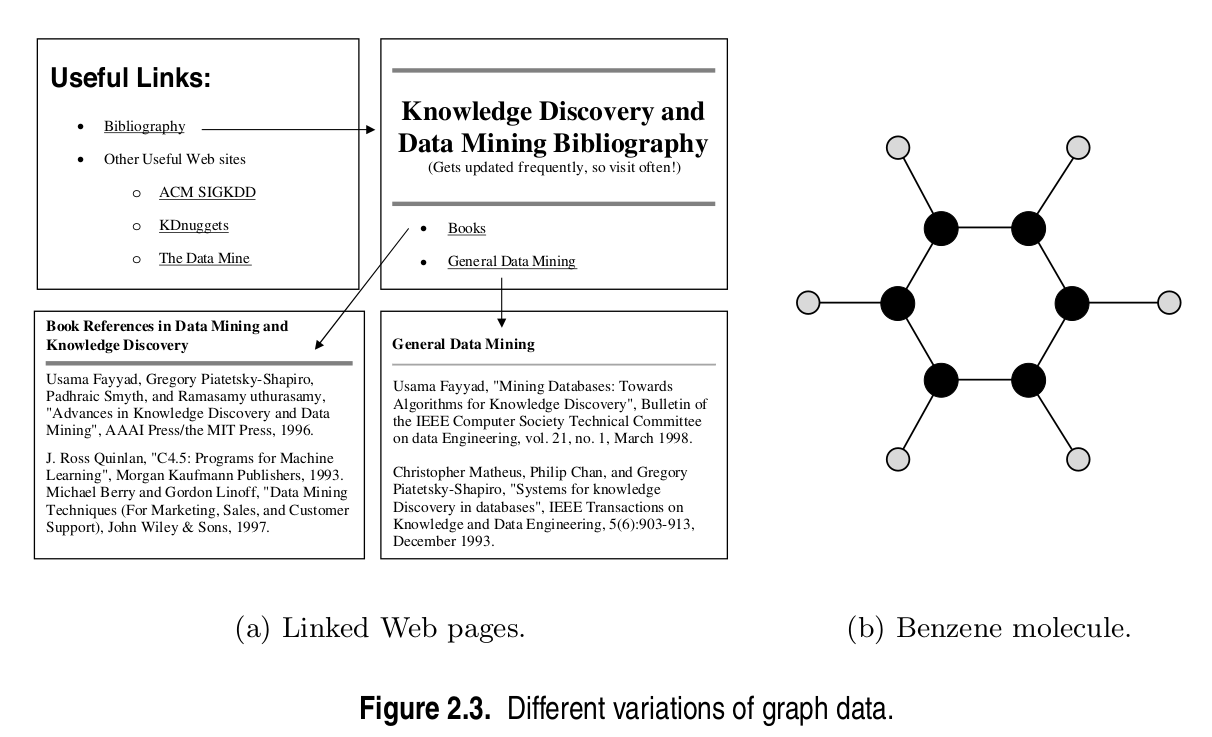 Useful Links:
• Bibliography
• Other Useful Web sites
o ACM SIGKDD
o KDnuggets
o The Data Mine
Knowledge Discovery and
Data Mining Bibliography
(Gets updated frequently, so visit often!)
• Books
• General Data Mining
Book References in Data Mining and
Knowledge Discovery
Usama Fayyad, Gregory Piatetsky-Shapiro,
Padhraic Smyth, and Ramasamy uthurasamy,
"Advances in Knowledge Discovery and Data
Mining", AAAI Press/the MIT Press, 1996.
J. Ross Quinlan, "C4.5: Programs for Machine
Learning", Morgan Kaufmann Publishers, 1993.
Michael Berry and Gordon Linoff, "Data Mining
Techniques (For Marketing, Sales, and Customer
Support), John Wiley & Sons, 1997.
General Data Mining
Usama Fayyad, "Mining Databases: Towards
Algorithms for Knowledge Discovery", Bulletin of
the IEEE Computer Society Technical Committee
on data Engineering, vol. 21, no. 1, March 1998.
Christopher Matheus, Philip Chan, and Gregory
Piatetsky-Shapiro, "Systems for knowledge
Discovery in databases", IEEE Transactions on
Knowledge and Data Engineering, 5(6):903-913,
December 1993.
(a) Linked Web pages.
(b) Benzene molecule.
Figure 2.3. Different variations of graph data.